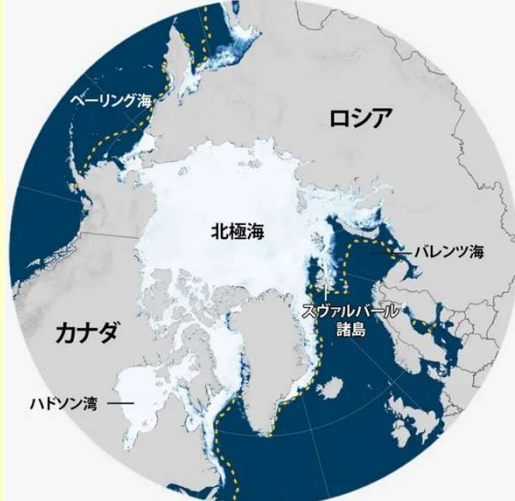 ベーリング海
ロシア
北極海
バレンツ海
スヴァルバール
諸島
カナダ
ハドソン湾